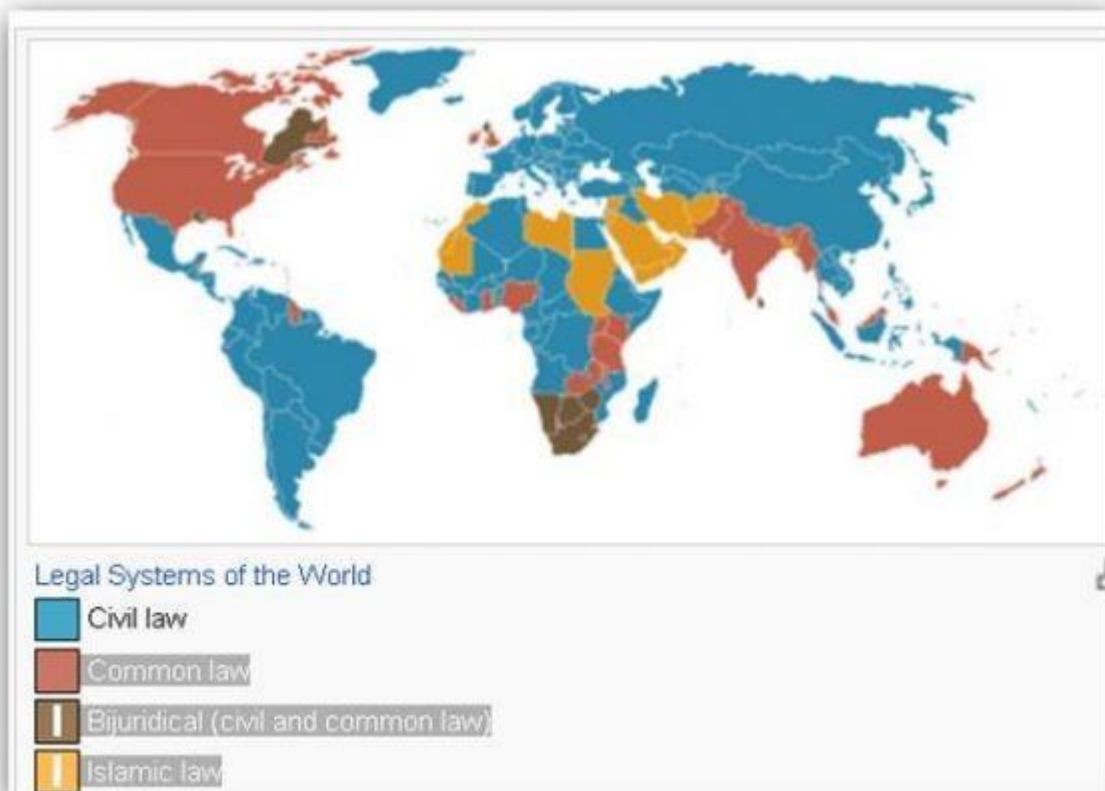 Legal Systems of the World
Civil law
Common law
Bijuridical (civil and common law)
Islamic law